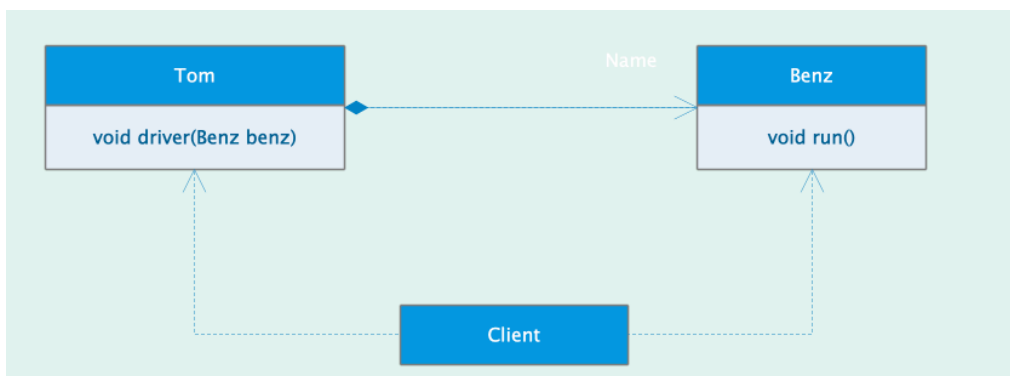 Tom
Name
Benz
void driver(Benz benz)
void run()
Client